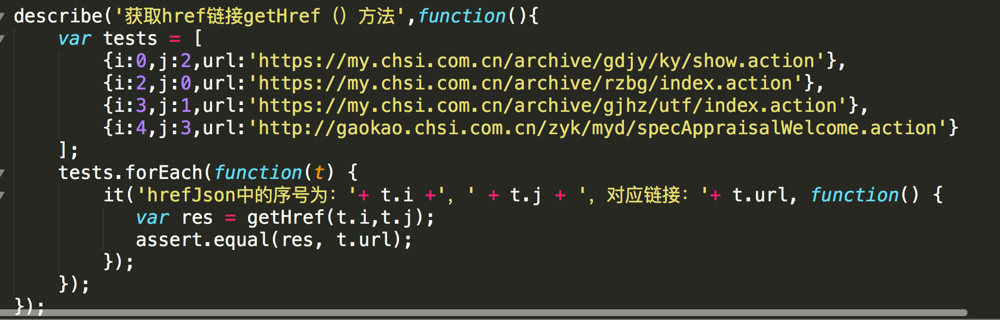 describe('获取href链接getHref（）方法',function(){
var tests = [
{i:0,j:2,url:'https://my.chsi.com.cn/archive/gdjy/ky/show.action'},
{i:2,j:0,url:'https://my.chsi.com.cn/archive/rzbg/index.action'},
{i:3,j:1,url:'https://my.chsi.com.cn/archive/gjhz/utf/index.action'},
{i:4,j:3,url:'http://gaokao.chsi.com.cn/zyk/myd/specAppraisalWelcome.action'}
];
tests.forEach(function(t) {
it('hrefJson中的序号为：'+ t.i +'，' + t.j + '，对应链接：'+ t.url, function() {
var res = getHref(t.i,t.j);
assert.equal(res, t.url);
});
});
});